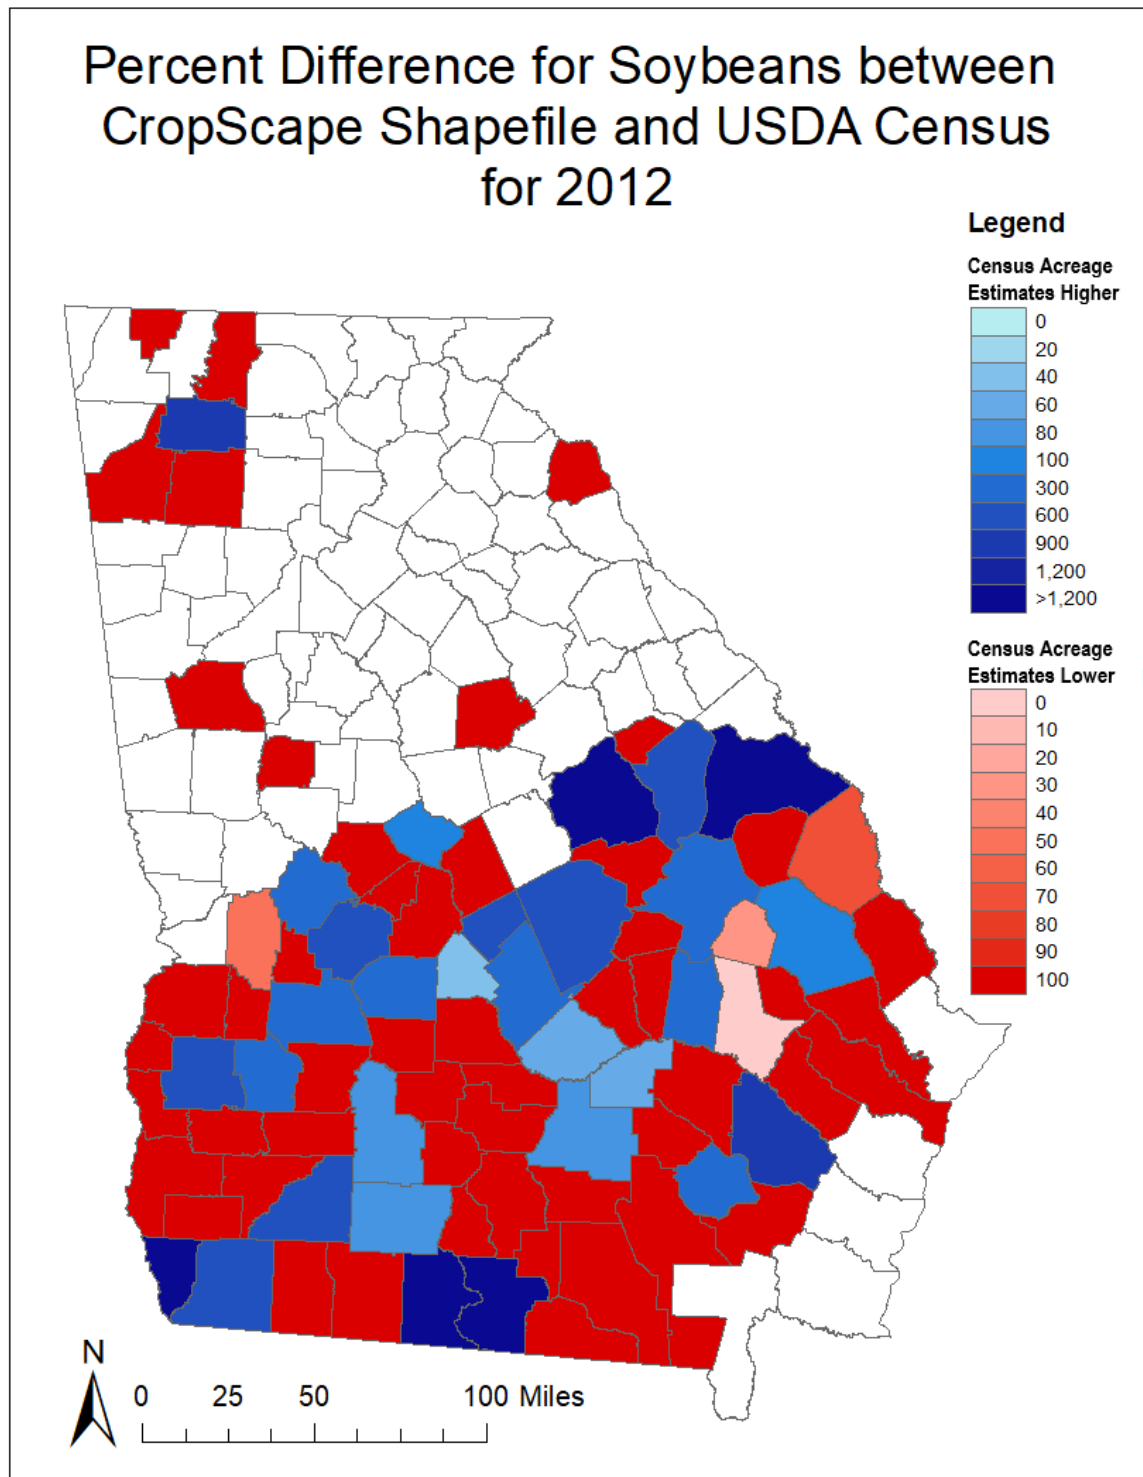 Percent Difference for Soybeans between
CropScape Shapefile and USDA Census
for 2012
Legend
Census Acreage
Estimates Higher
0
20
40
60
80
100
300
600
900
1,200
>1,200
Census Acreage
Estimates Lower
0
10
20
30
40
50
60
70
80
90
100
N
0 25 50 100 Miles